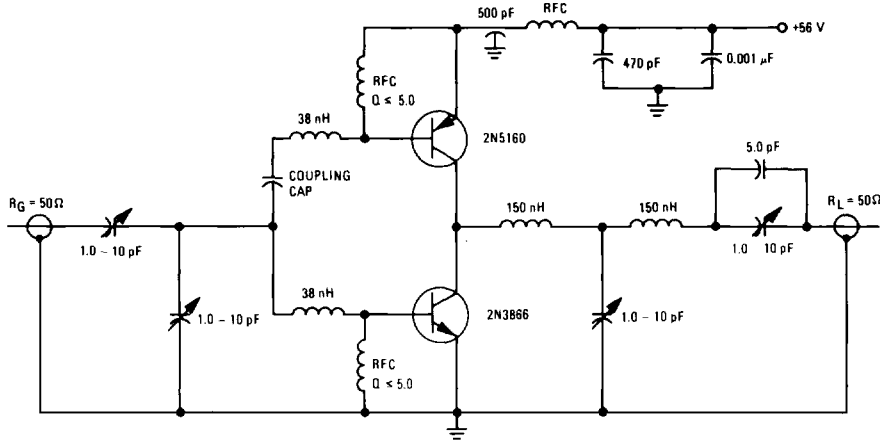 500 pF
RFC
+56 V
470 pF
0.001 µF
RFC
Q ≤ 5.0
38 nH
2N5160
COUPLING
CAP
5.0 pF
R_G = 50Ω
150 nH
150 nH
R_L = 50Ω
1.0 – 10 pF
1.0 10 pF
38 nH
1.0 – 10 pF
2N3866
1.0 – 10 pF
RFC
Q ≤ 5.0